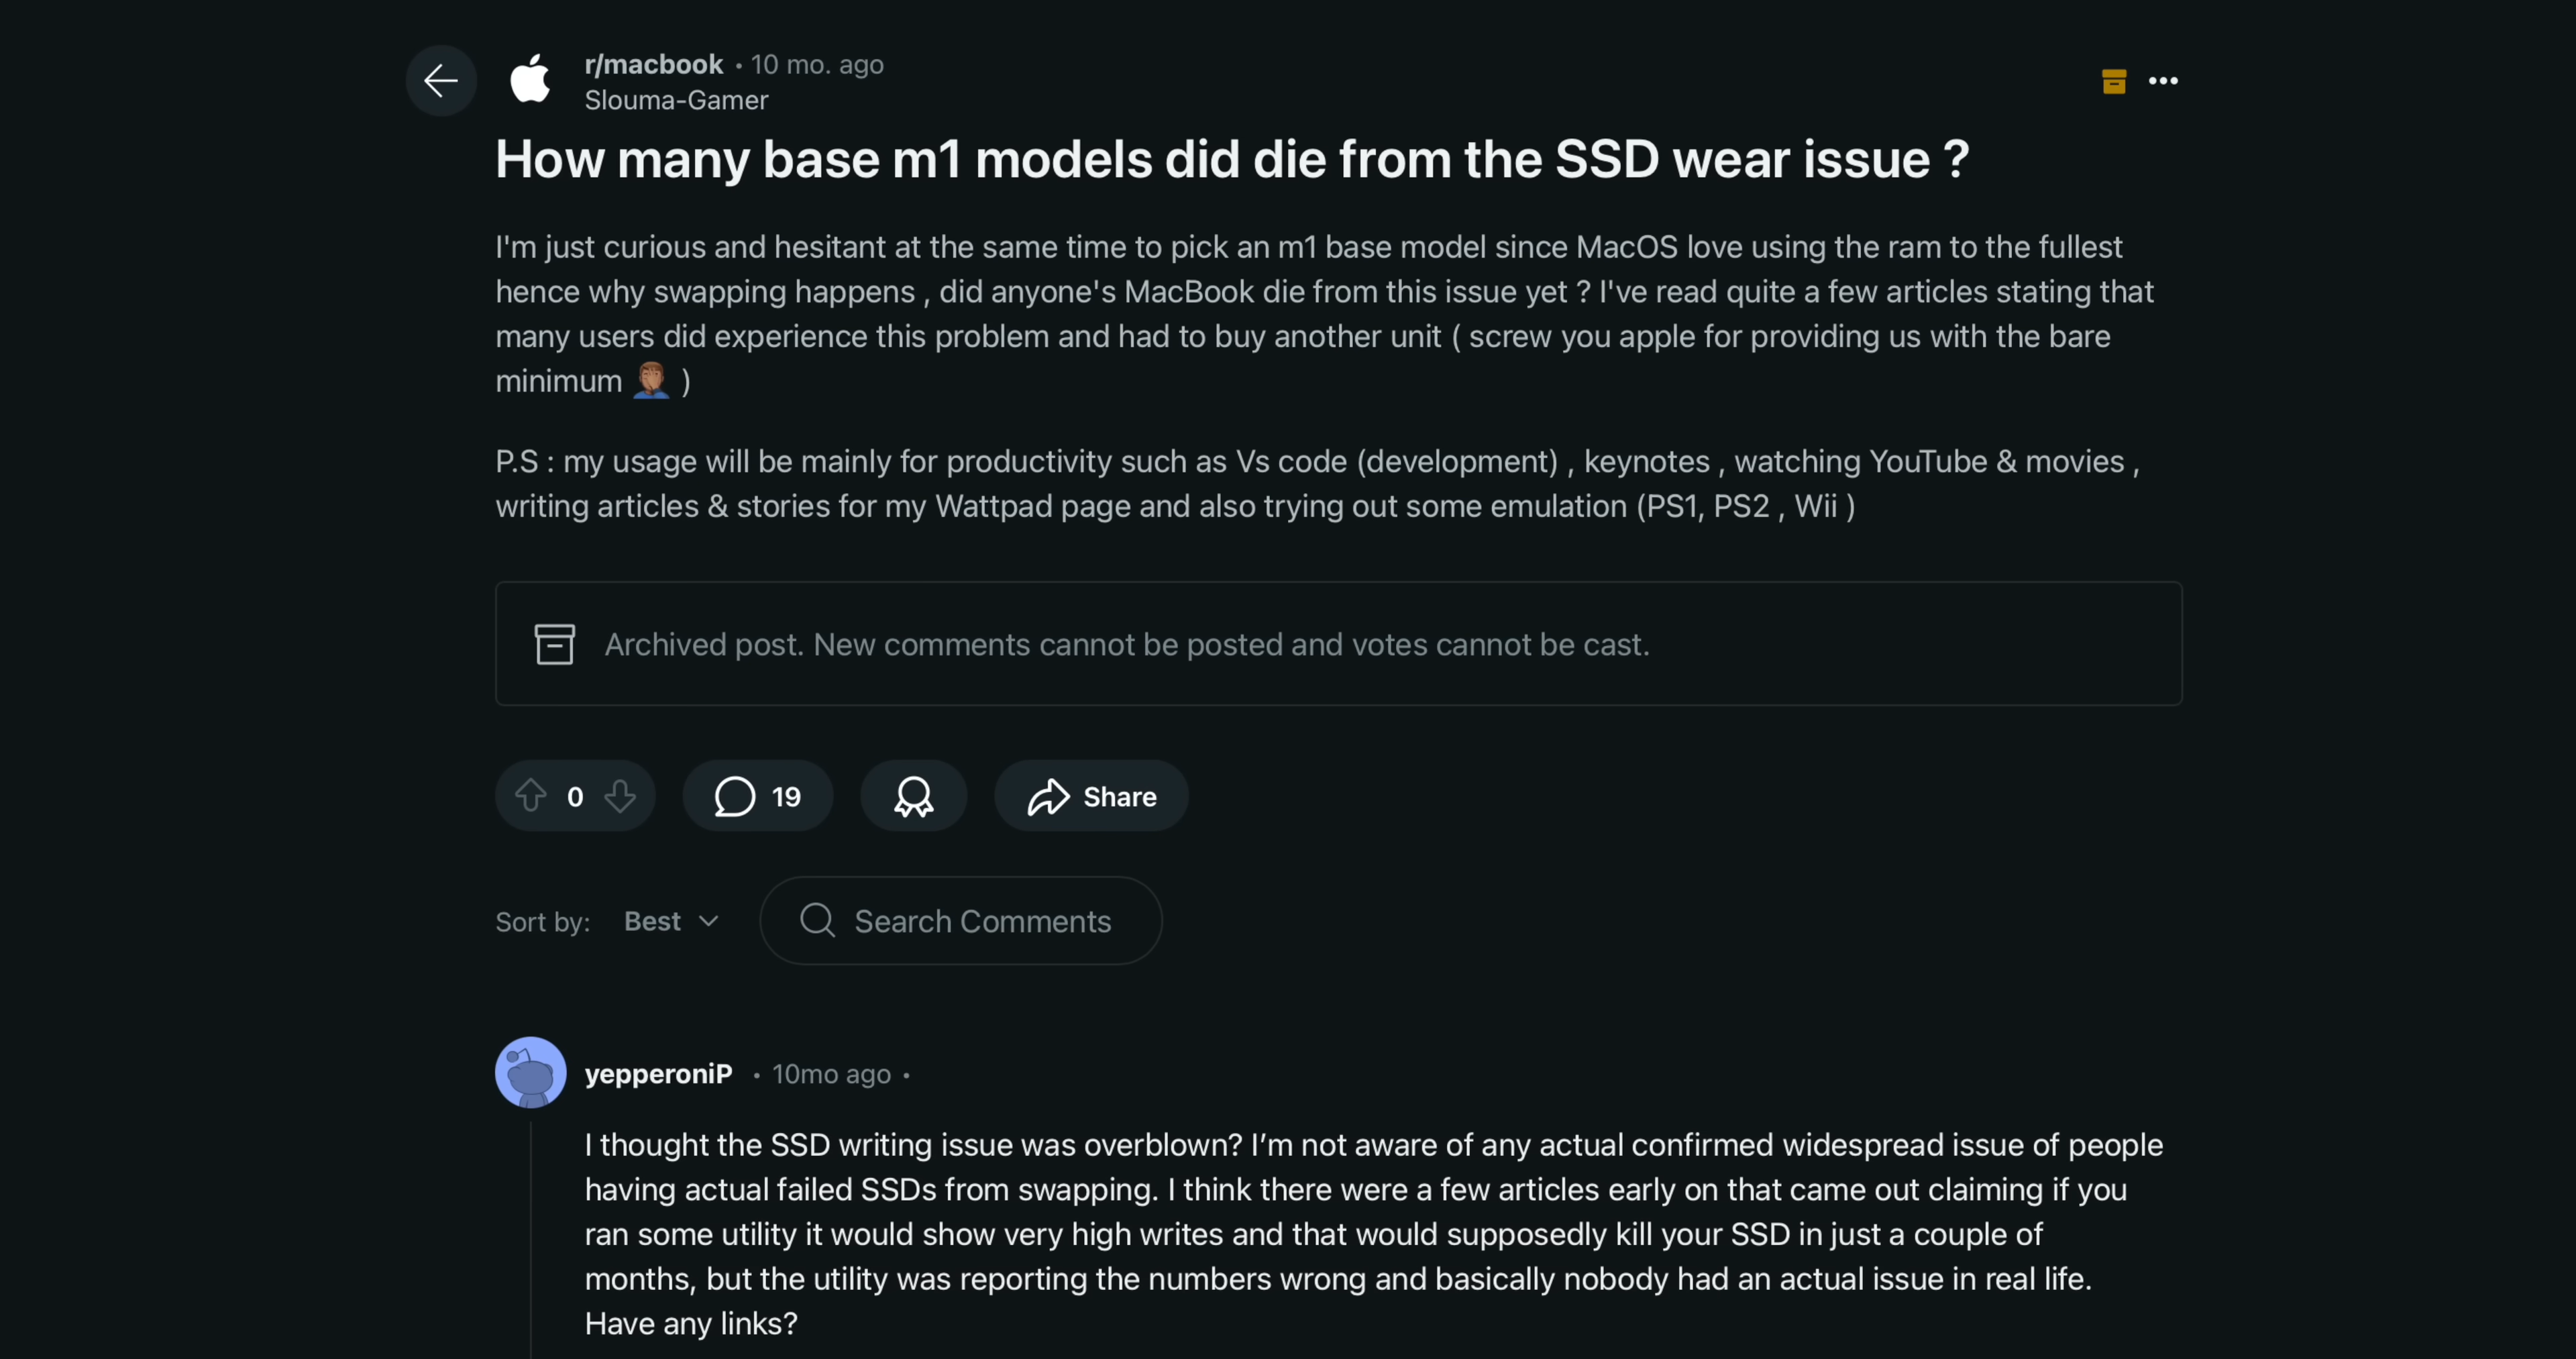 r/macbook • 10 mo. ago
Slouma-Gamer
How many base m1 models did die from the SSD wear issue ?
I'm just curious and hesitant at the same time to pick an m1 base model since MacOS love using the ram to the fullest
hence why swapping happens , did anyone's MacBook die from this issue yet ? I've read quite a few articles stating that
many users did experience this problem and had to buy another unit ( screw you apple for providing us with the bare
minimum 🤦🏽‍♂️ )
P.S : my usage will be mainly for productivity such as Vs code (development) , keynotes , watching YouTube & movies ,
writing articles & stories for my Wattpad page and also trying out some emulation (PS1, PS2 , Wii )
Archived post. New comments cannot be posted and votes cannot be cast.
0 19 Share
Sort by: Best Search Comments
yepperoniP • 10mo ago •
I thought the SSD writing issue was overblown? I’m not aware of any actual confirmed widespread issue of people
having actual failed SSDs from swapping. I think there were a few articles early on that came out claiming if you
ran some utility it would show very high writes and that would supposedly kill your SSD in just a couple of
months, but the utility was reporting the numbers wrong and basically nobody had an actual issue in real life.
Have any links?